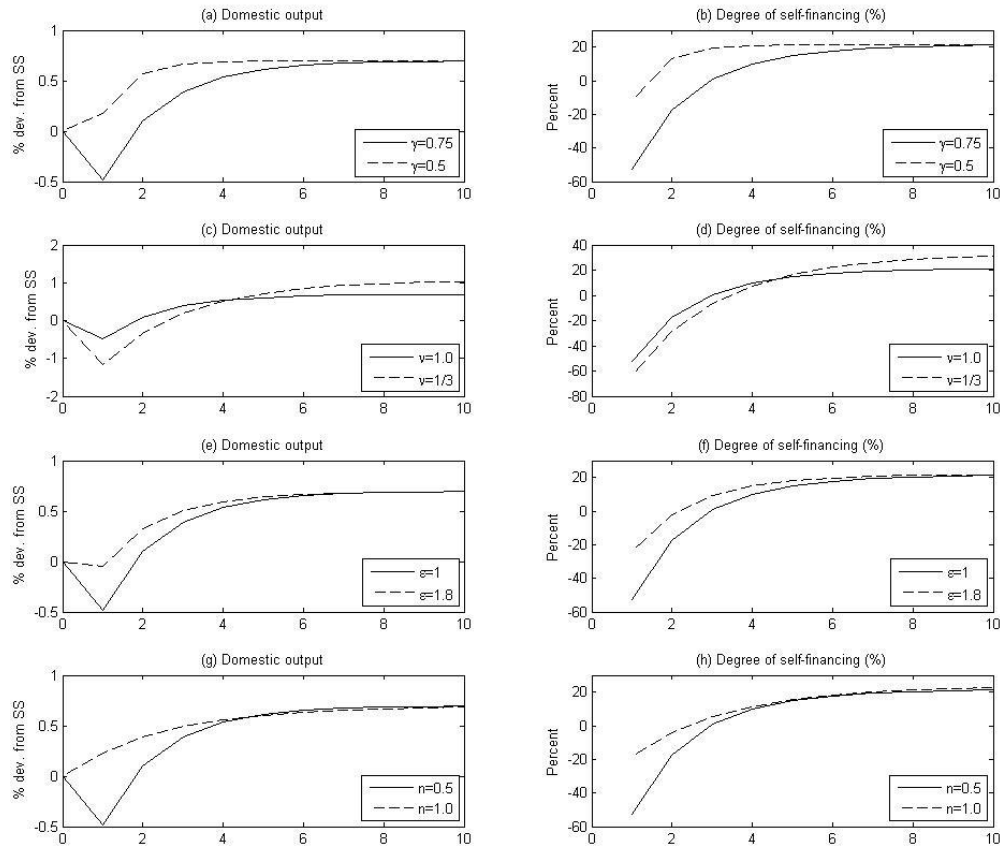 (a) Domestic output
% dev. from SS
1
0.5
0
-0.5
0 2 4 6 8 10
γ=0.75
γ=0.5
(b) Degree of self-financing (%)
Percent
20
0
-20
-40
-60
0 2 4 6 8 10
γ=0.75
γ=0.5
(c) Domestic output
% dev. from SS
2
1
0
-1
-2
0 2 4 6 8 10
ν=1.0
ν=1/3
(d) Degree of self-financing (%)
Percent
40
20
0
-20
-40
-60
-80
0 2 4 6 8 10
ν=1.0
ν=1/3
(e) Domestic output
% dev. from SS
1
0.5
0
-0.5
0 2 4 6 8 10
ε=1
ε=1.8
(f) Degree of self-financing (%)
Percent
20
0
-20
-40
-60
0 2 4 6 8 10
ε=1
ε=1.8
(g) Domestic output
% dev. from SS
1
0.5
0
-0.5
0 2 4 6 8 10
n=0.5
n=1.0
(h) Degree of self-financing (%)
Percent
20
0
-20
-40
-60
0 2 4 6 8 10
n=0.5
n=1.0